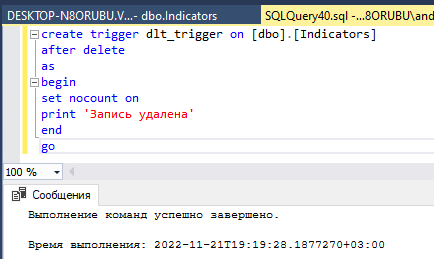 DESKTOP-N8ORUBU.V...- dbo.Indicators
SQLQuery40.sql -...8ORUBU\and
create trigger dlt_trigger on [dbo].[Indicators]
after delete
as
begin
set nocount on
print 'Запись удалена'
end
go
100 %
Сообщения
Выполнение команд успешно завершено.
Время выполнения: 2022-11-21T19:19:28.1877270+03:00